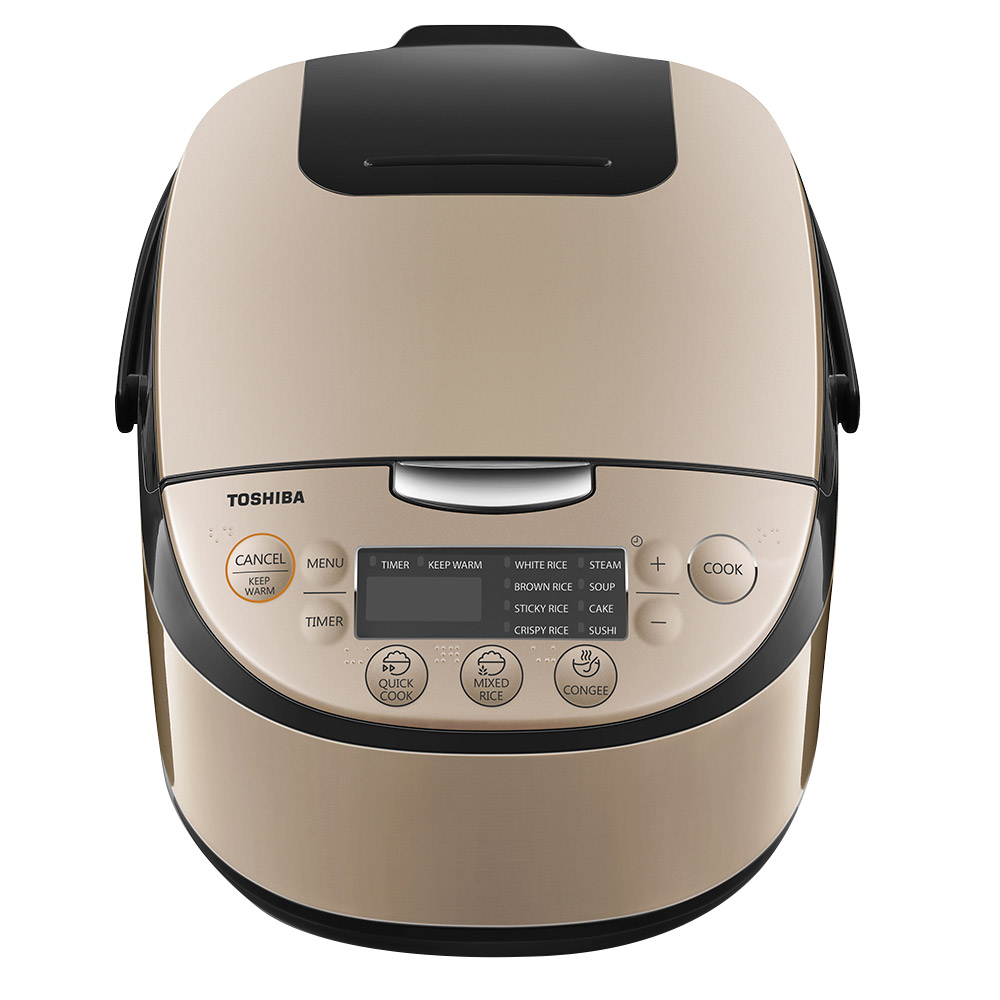 TOSHIBA
CANCEL
KEEP
WARM
MENU
TIMER
TIMER KEEP WARM
WHITE RICE STEAM
BROWN RICE SOUP
STICKY RICE CAKE
CRISPY RICE SUSHI
+
−
COOK
QUICK
COOK
MIXED
RICE
CONGEE